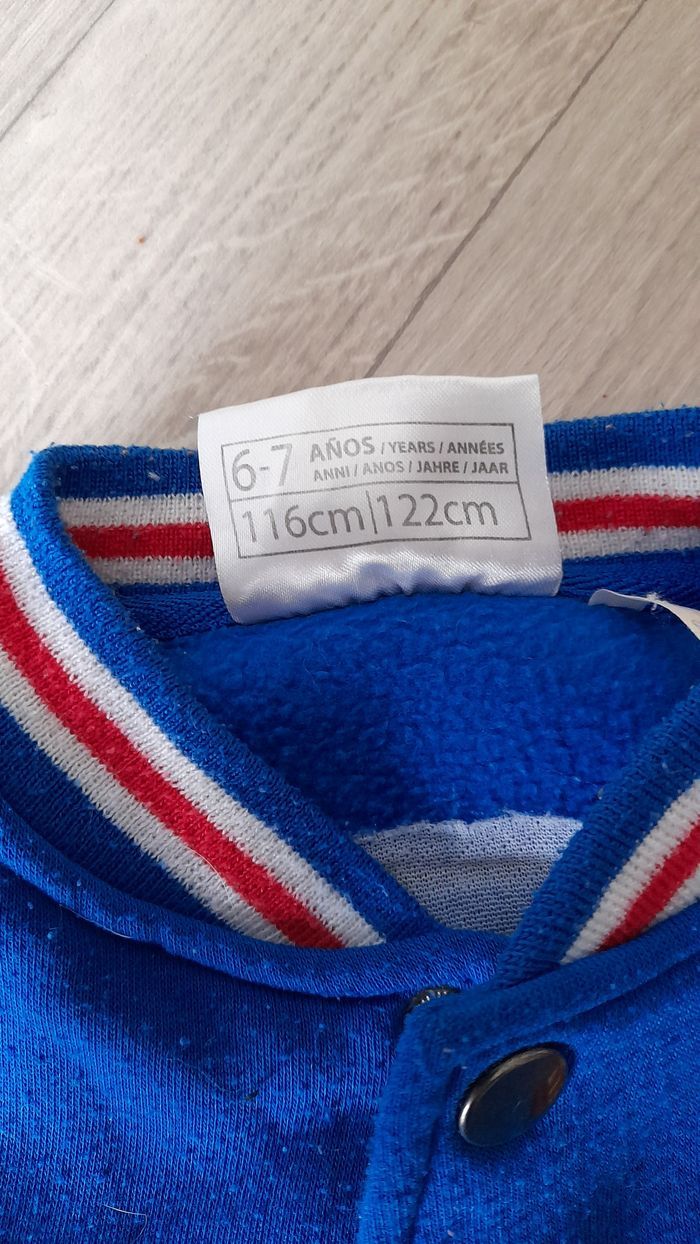 6-7 AÑOS / YEARS / ANNÉES
ANNI / ANOS / JAHRE / JAAR
116cm|122cm